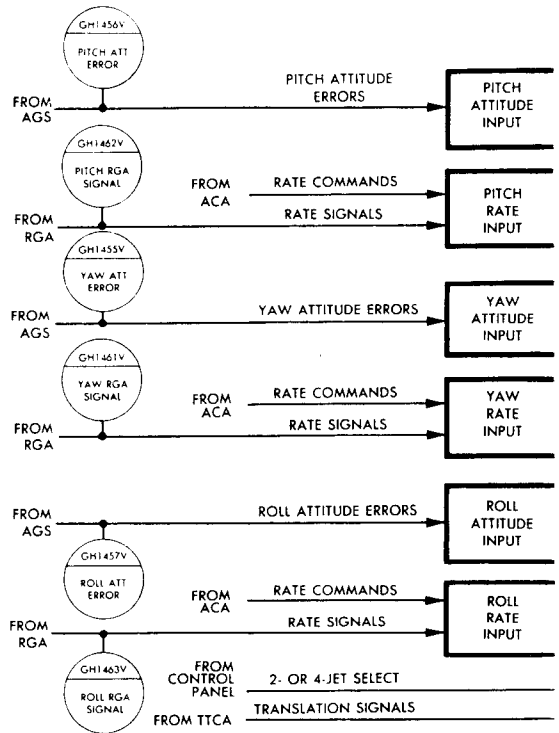 GH1456V
PITCH ATT
ERROR
PITCH ATTITUDE
ERRORS
FROM
AGS
PITCH
ATTITUDE
INPUT
GH1462V
PITCH RGA
SIGNAL
FROM
ACA
RATE COMMANDS
RATE SIGNALS
FROM
RGA
PITCH
RATE
INPUT
GH1455V
YAW ATT
ERROR
YAW ATTITUDE ERRORS
FROM
AGS
YAW
ATTITUDE
INPUT
GH1461V
YAW RGA
SIGNAL
FROM
ACA
RATE COMMANDS
RATE SIGNALS
FROM
RGA
YAW
RATE
INPUT
FROM
AGS
ROLL ATTITUDE ERRORS
ROLL
ATTITUDE
INPUT
GH1457V
ROLL ATT
ERROR
FROM
ACA
RATE COMMANDS
FROM
RGA
RATE SIGNALS
ROLL
RATE
INPUT
GH1463V
ROLL RGA
SIGNAL
FROM
CONTROL
PANEL
2- OR 4-JET SELECT
FROM TTCA
TRANSLATION SIGNALS